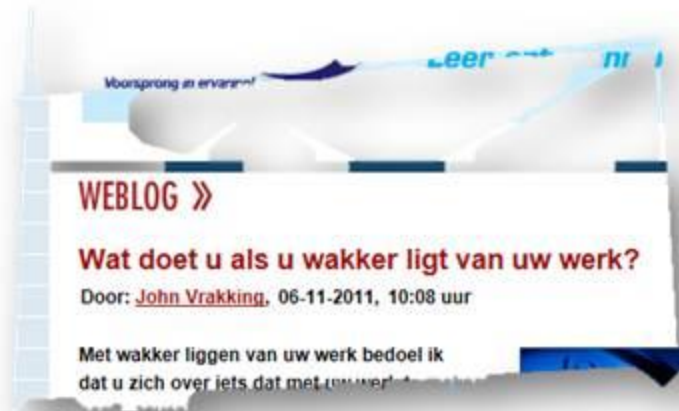 Voorsprong in
WEBLOG »
Wat doet u als u wakker ligt van uw werk?
Door: John Vrakking, 06-11-2011, 10:08 uur
Met wakker liggen van uw werk bedoel ik
dat u zich over iets dat met uw